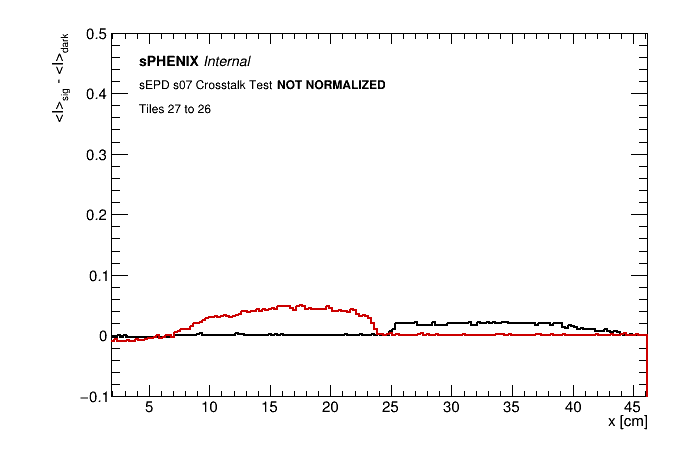 <I>sig - <I>dark
sPHENIX Internal
sEPD s07 Crosstalk Test NOT NORMALIZED
Tiles 27 to 26
0.5
0.4
0.3
0.2
0.1
0
−0.1
5 10 15 20 25 30 35 40 45
x [cm]